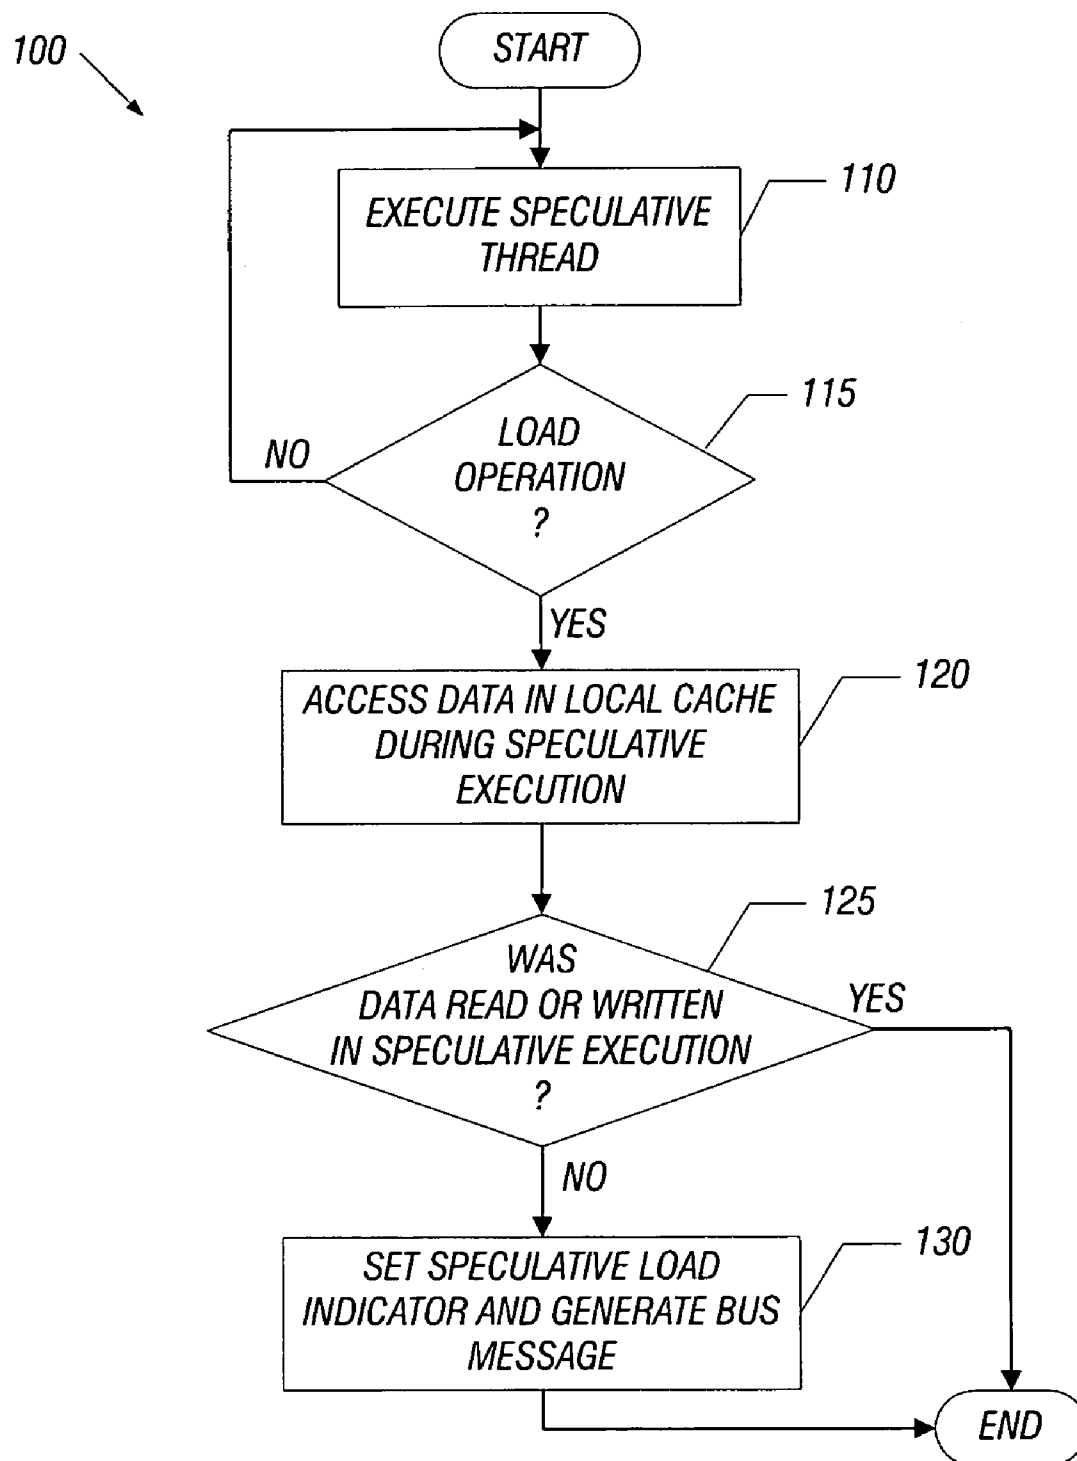 100
START
EXECUTE SPECULATIVE
THREAD
110
LOAD
OPERATION
?
115
NO
YES
ACCESS DATA IN LOCAL CACHE
DURING SPECULATIVE
EXECUTION
120
WAS
DATA READ OR WRITTEN
IN SPECULATIVE EXECUTION
?
125
YES
NO
SET SPECULATIVE LOAD
INDICATOR AND GENERATE BUS
MESSAGE
130
END